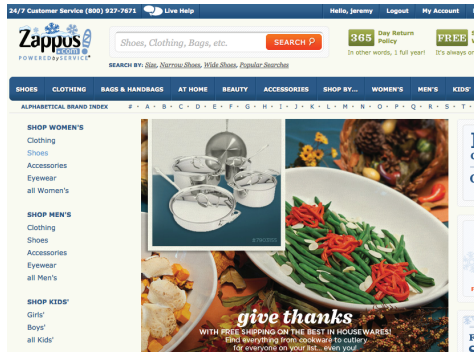 24/7 Customer Service (800) 927-7671 Live Help Hello, jeremy Logout My Account
Zappos
.com
POWERED by SERVICE
Shoes, Clothing, Bags, etc. SEARCH
365 Day Return Policy
In other words, 1 full year!
FREE
It's always
SEARCH BY: Size, Narrow Shoes, Wide Shoes, Popular Searches
SHOES CLOTHING BAGS & HANDBAGS AT HOME BEAUTY ACCESSORIES SHOP BY... WOMEN'S MEN'S KIDS'
ALPHABETICAL BRAND INDEX # • A • B • C • D • E • F • G • H • I • J • K • L • M • N • O • P • Q • R • S • T •
SHOP WOMEN'S
Clothing
Shoes
Accessories
Eyewear
all Women's
SHOP MEN'S
Clothing
Shoes
Accessories
Eyewear
all Men's
SHOP KIDS'
Girls'
Boys'
all Kids'
give thanks
WITH FREE SHIPPING ON THE BEST IN HOUSEWARES!
Find everything from cookware to cutlery.
for everyone on your list... even you!